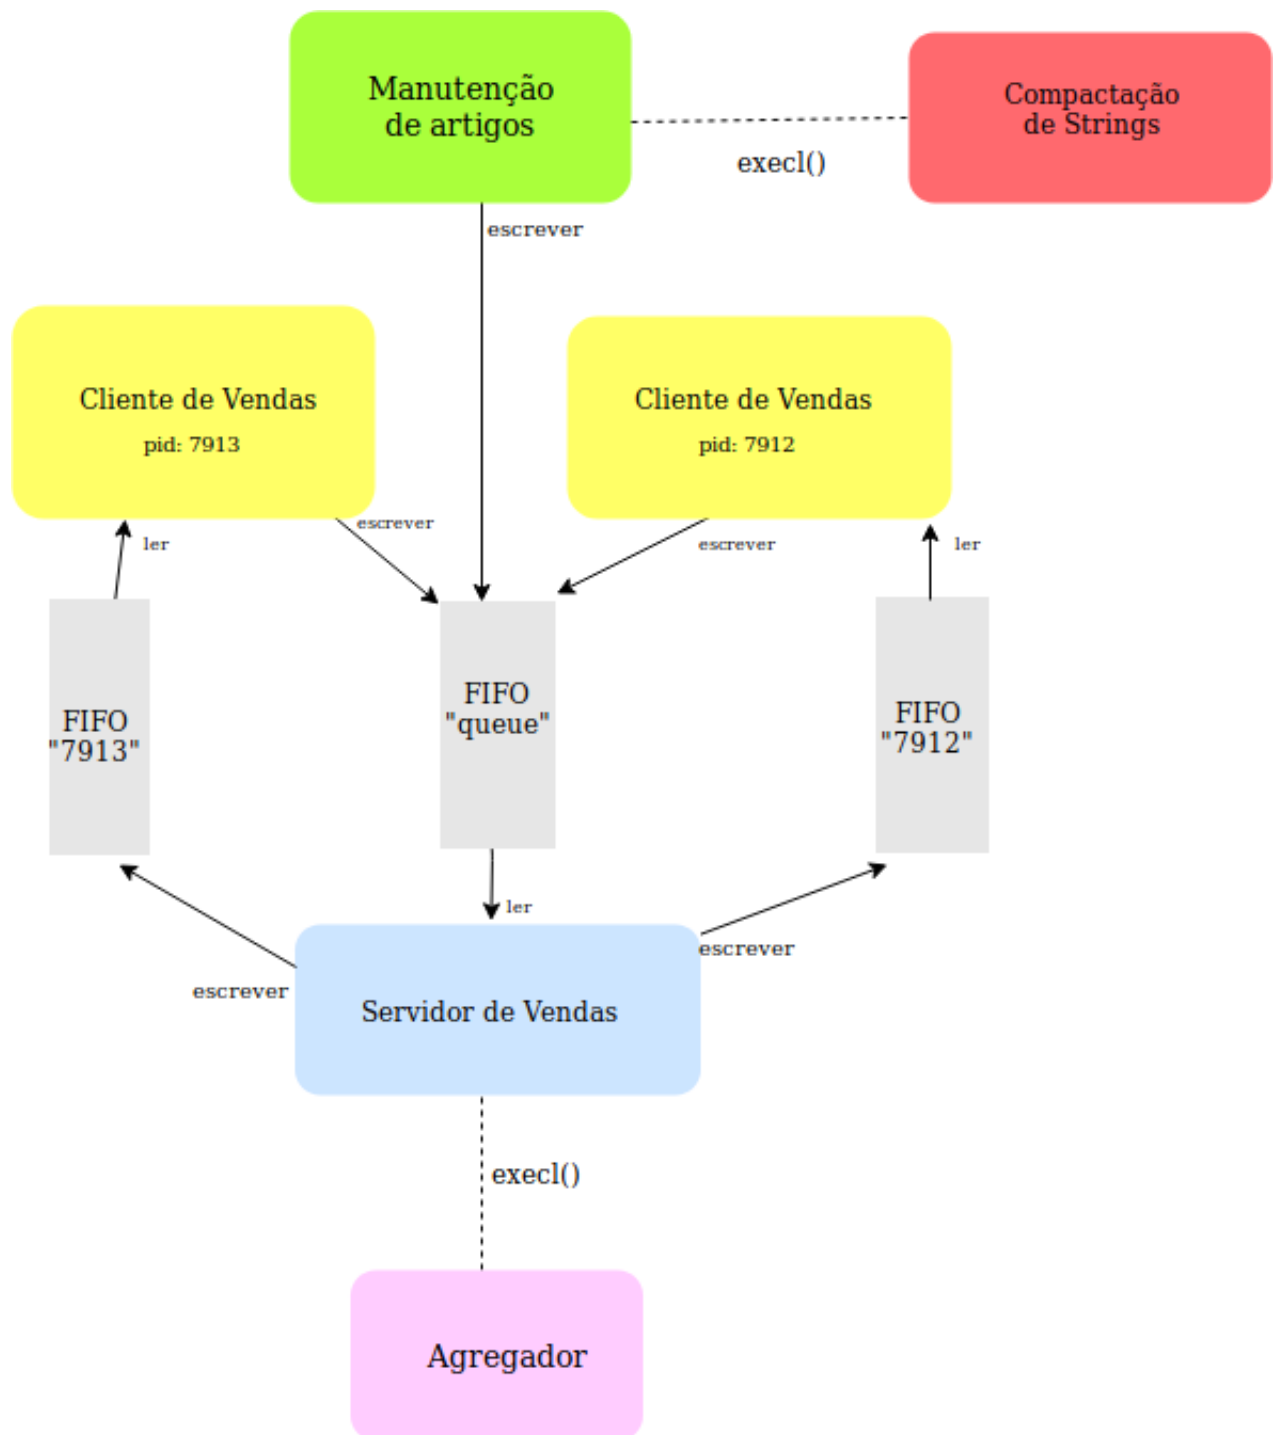 Manutenção
de artigos
Compactação
de Strings
execl()
escrever
Cliente de Vendas
pid: 7913
Cliente de Vendas
pid: 7912
escrever
ler
escrever
ler
FIFO
"7913"
FIFO
"queue"
FIFO
"7912"
ler
escrever
escrever
Servidor de Vendas
execl()
Agregador